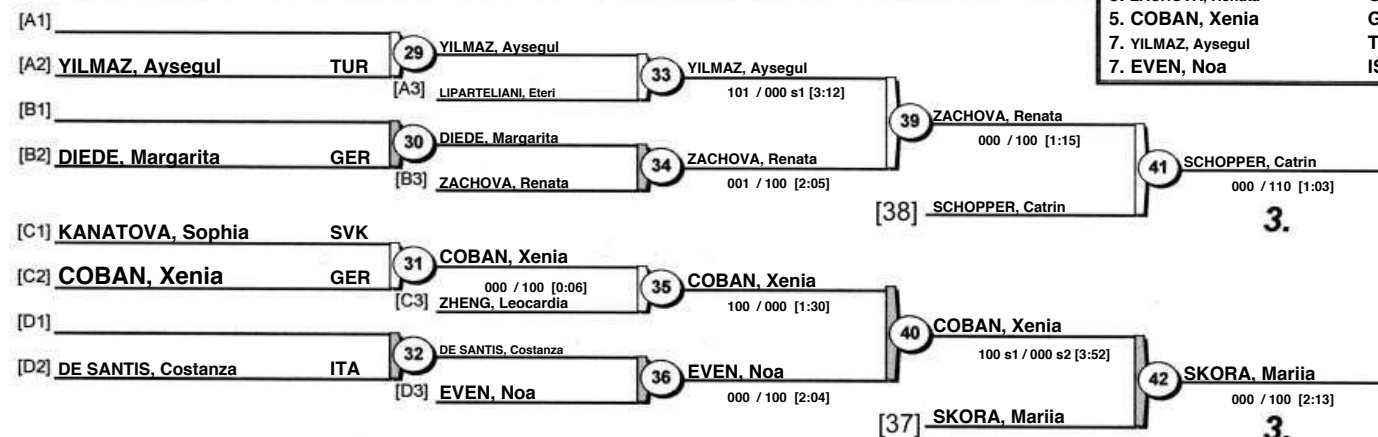 5. COBAN, Xenia G
7. YILMAZ, Aysegul T
7. EVEN, Noa IS
[A1]
[A2] YILMAZ, Aysegul TUR
29 YILMAZ, Aysegul
[A3] LIPARTELIANI, Eteri
33 YILMAZ, Aysegul
101 / 000 s1 [3:12]
[B1]
[B2] DIEDE, Margarita GER
30 DIEDE, Margarita
[B3] ZACHOVA, Renata
34 ZACHOVA, Renata
001 / 100 [2:05]
39 ZACHOVA, Renata
000 / 100 [1:15]
[38] SCHOPPER, Catrin
41 SCHOPPER, Catrin
000 / 110 [1:03]
3.
[C1] KANATOVA, Sophia SVK
[C2] COBAN, Xenia GER
31 COBAN, Xenia
000 / 100 [0:06]
[C3] ZHENG, Leocardia
35 COBAN, Xenia
100 / 000 [1:30]
[D1]
[D2] DE SANTIS, Costanza ITA
32 DE SANTIS, Costanza
[D3] EVEN, Noa
36 EVEN, Noa
000 / 100 [2:04]
40 COBAN, Xenia
100 s1 / 000 s2 [3:52]
[37] SKORA, Mariia
42 SKORA, Mariia
000 / 100 [2:13]
3.